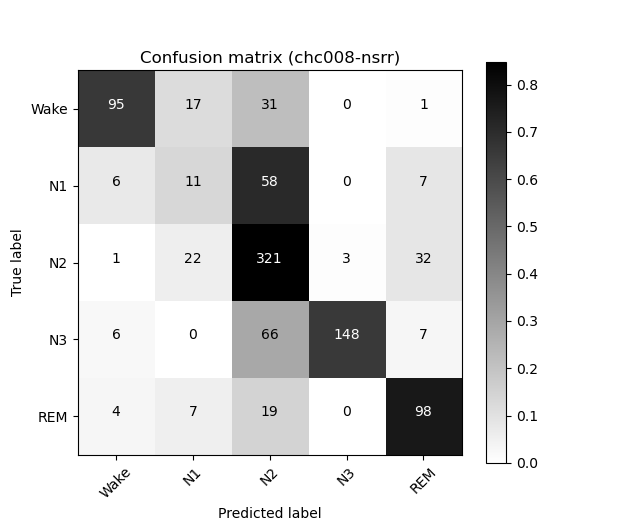 Confusion matrix (chc008-nsrr)
Wake 95 17 31 0 1
N1 6 11 58 0 7
N2 1 22 321 3 32
N3 6 0 66 148 7
REM 4 7 19 0 98
Wake N1 N2 N3 REM
Predicted label
True label
0.8
0.7
0.6
0.5
0.4
0.3
0.2
0.1
0.0